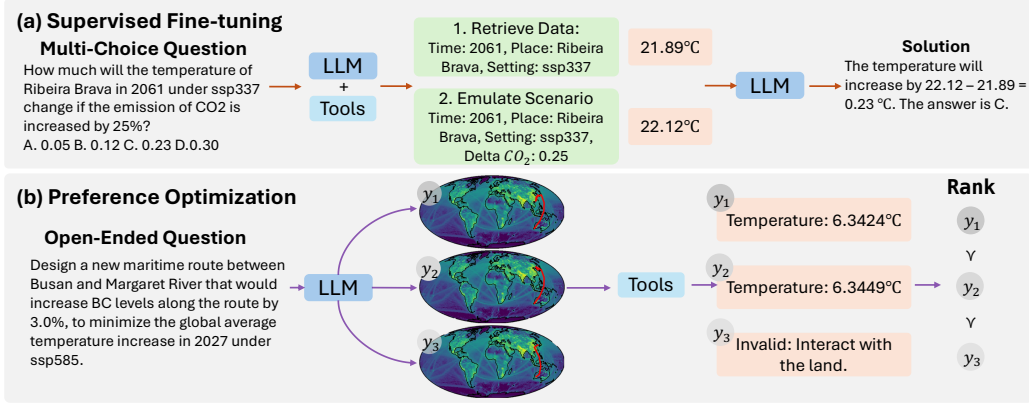 (a) Supervised Fine-tuning
Multi-Choice Question
How much will the temperature of
Ribeira Brava in 2061 under ssp337
change if the emission of CO2 is
increased by 25%?
A. 0.05 B. 0.12 C. 0.23 D.0.30
LLM
+
Tools
1. Retrieve Data:
Time: 2061, Place: Ribeira
Brava, Setting: ssp337
21.89℃
2. Emulate Scenario
Time: 2061, Place: Ribeira
Brava, Setting: ssp337,
Delta CO₂: 0.25
22.12℃
LLM
Solution
The temperature will
increase by 22.12 – 21.89 =
0.23 ℃. The answer is C.
(b) Preference Optimization
Open-Ended Question
Design a new maritime route between
Busan and Margaret River that would
increase BC levels along the route by
3.0%, to minimize the global average
temperature increase in 2027 under
ssp585.
LLM
y₁
y₂
y₃
Tools
y₁
Temperature: 6.3424℃
y₂
Temperature: 6.3449℃
y₃
Invalid: Interact with
the land.
Rank
y₁
≺
y₂
≺
y₃